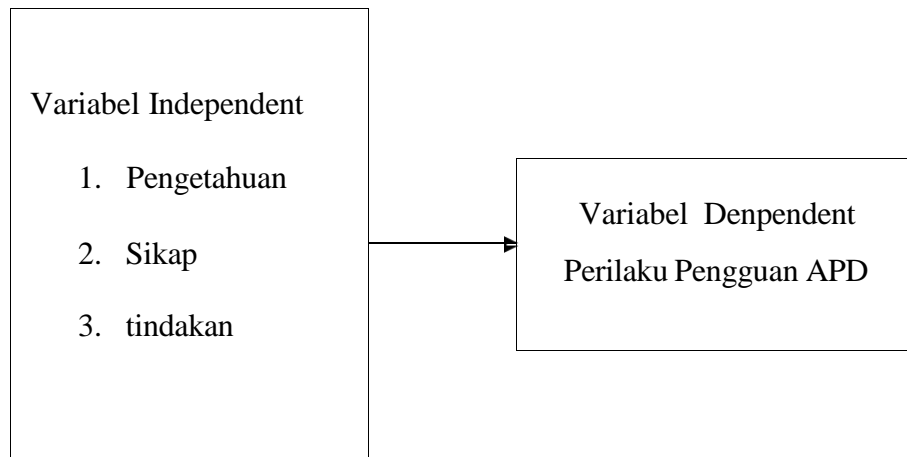 Variabel Independent
1. Pengetahuan
2. Sikap
3. tindakan
Variabel Denpendent
Perilaku Pengguan APD